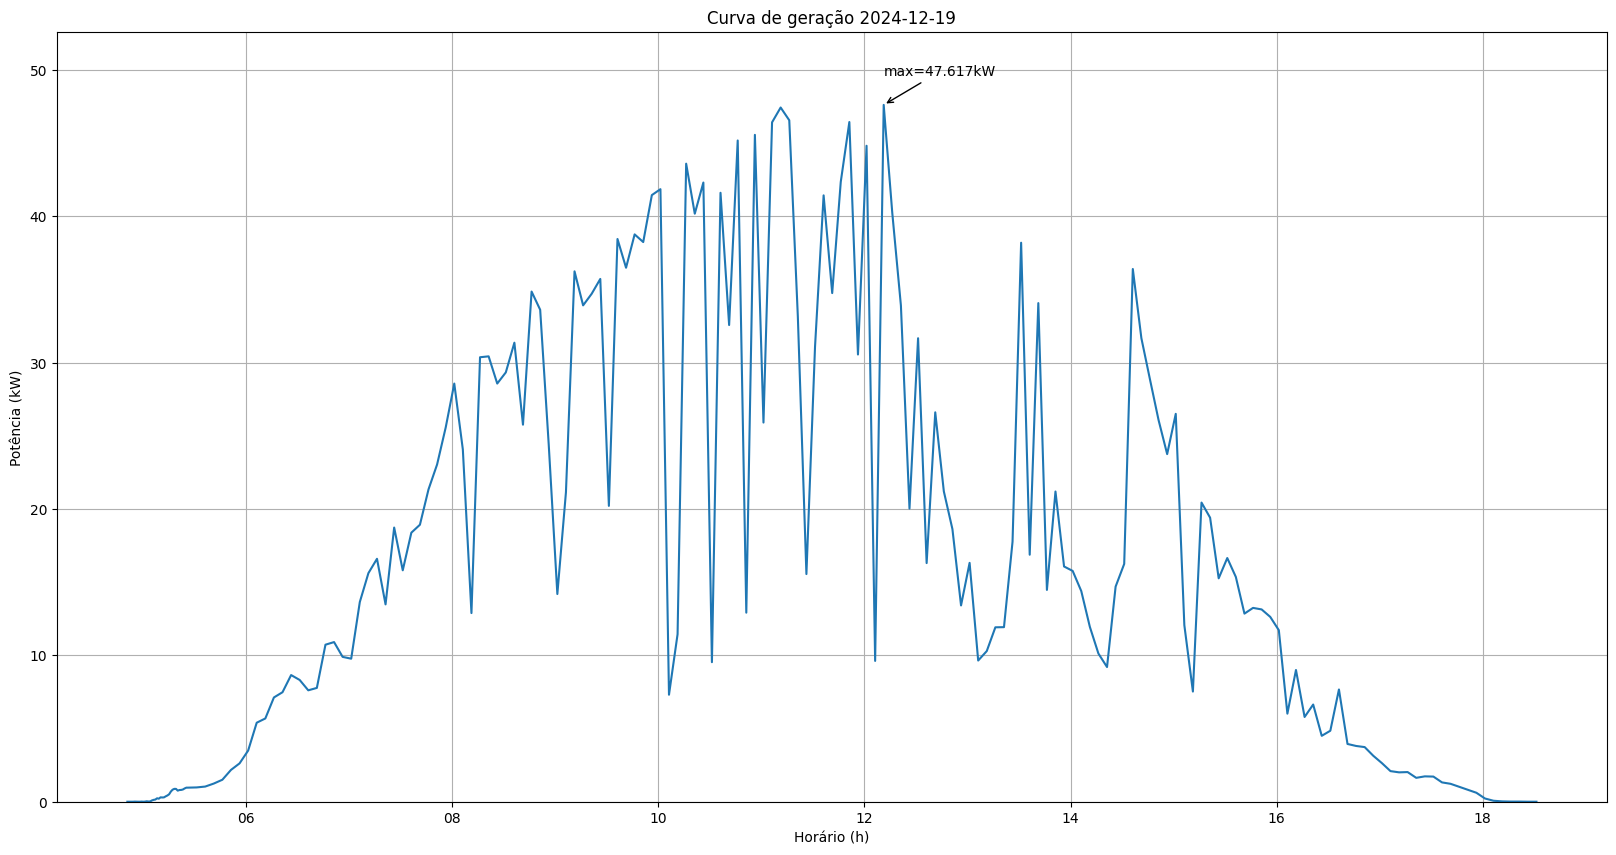 Curva de geração 2024-12-19
max=47.617kW
50
40
30
20
10
0
Potência (kW)
06 08 10 12 14 16 18
Horário (h)